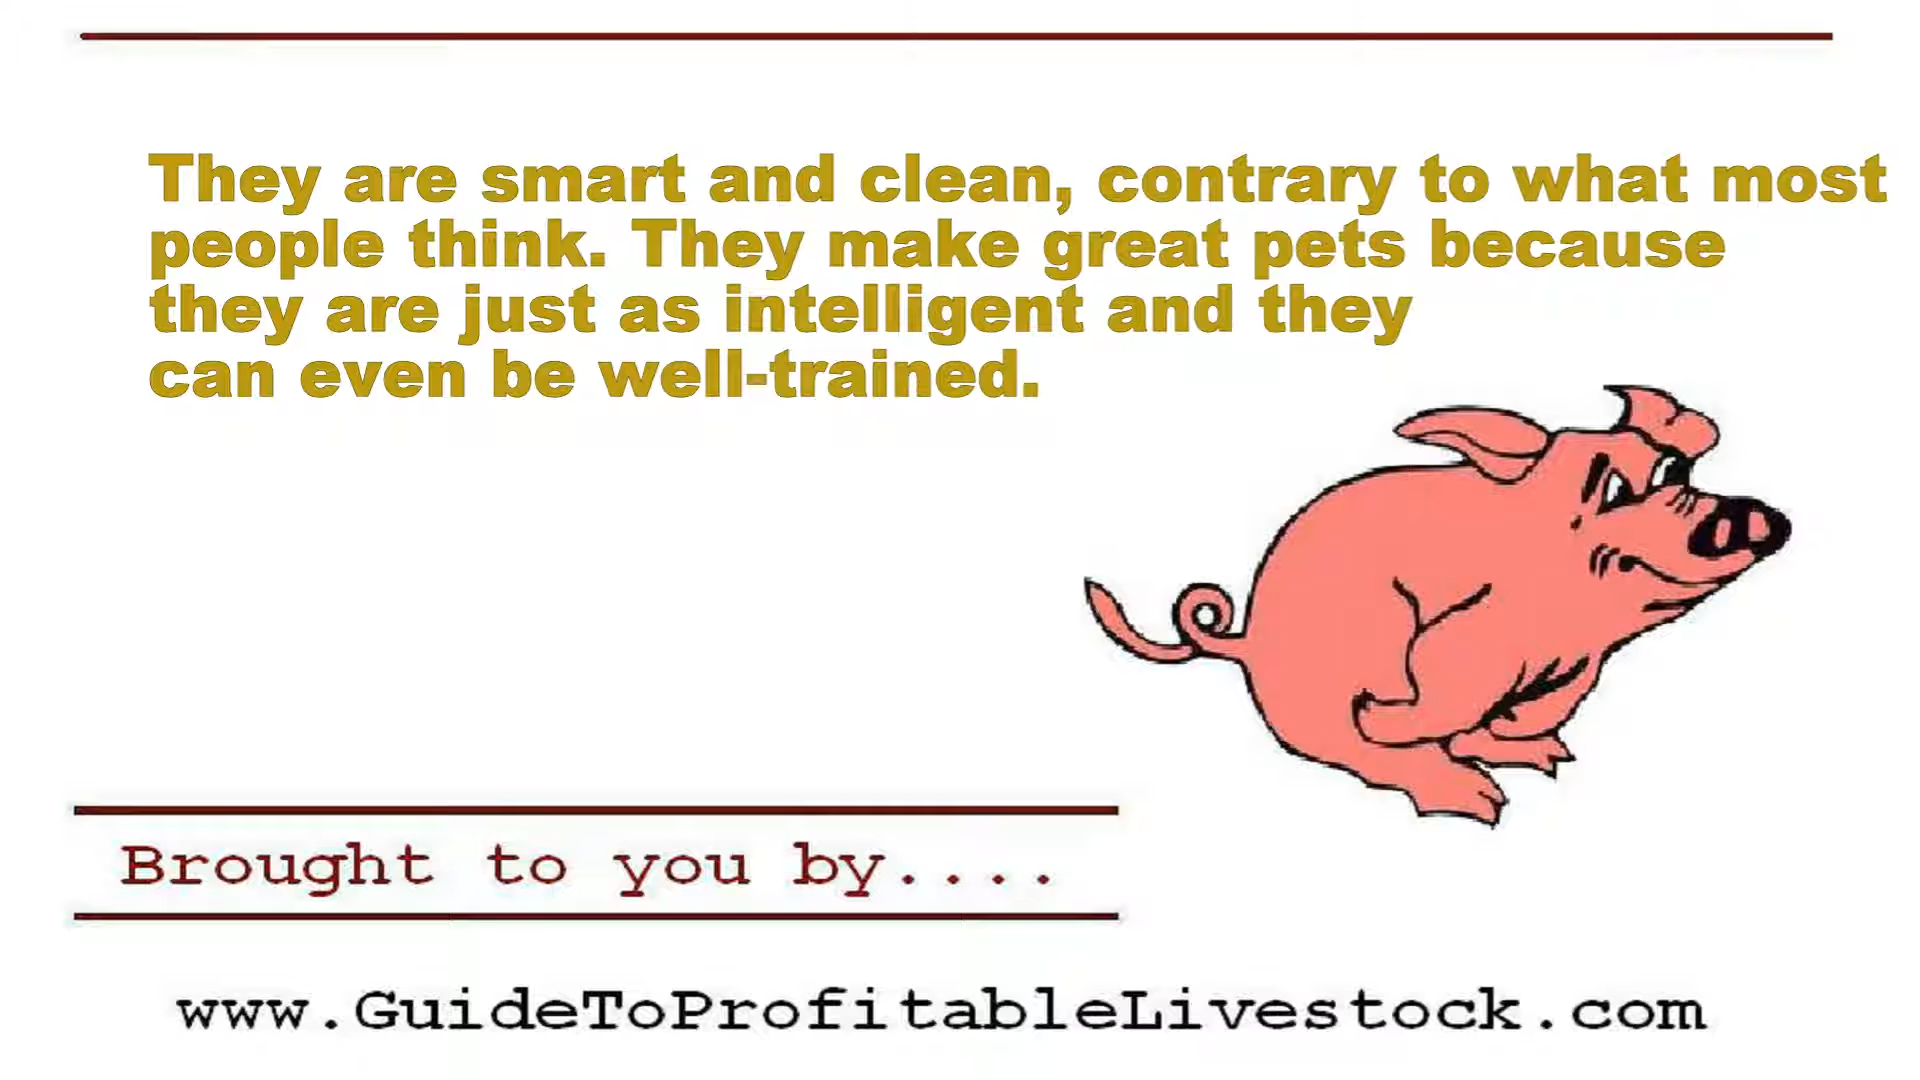 They are smart and clean, contrary to what most
people think. They make great pets because
they are just as intelligent and they
can even be well-trained.
Brought to you by....
www.GuideToProfitableLivestock.com